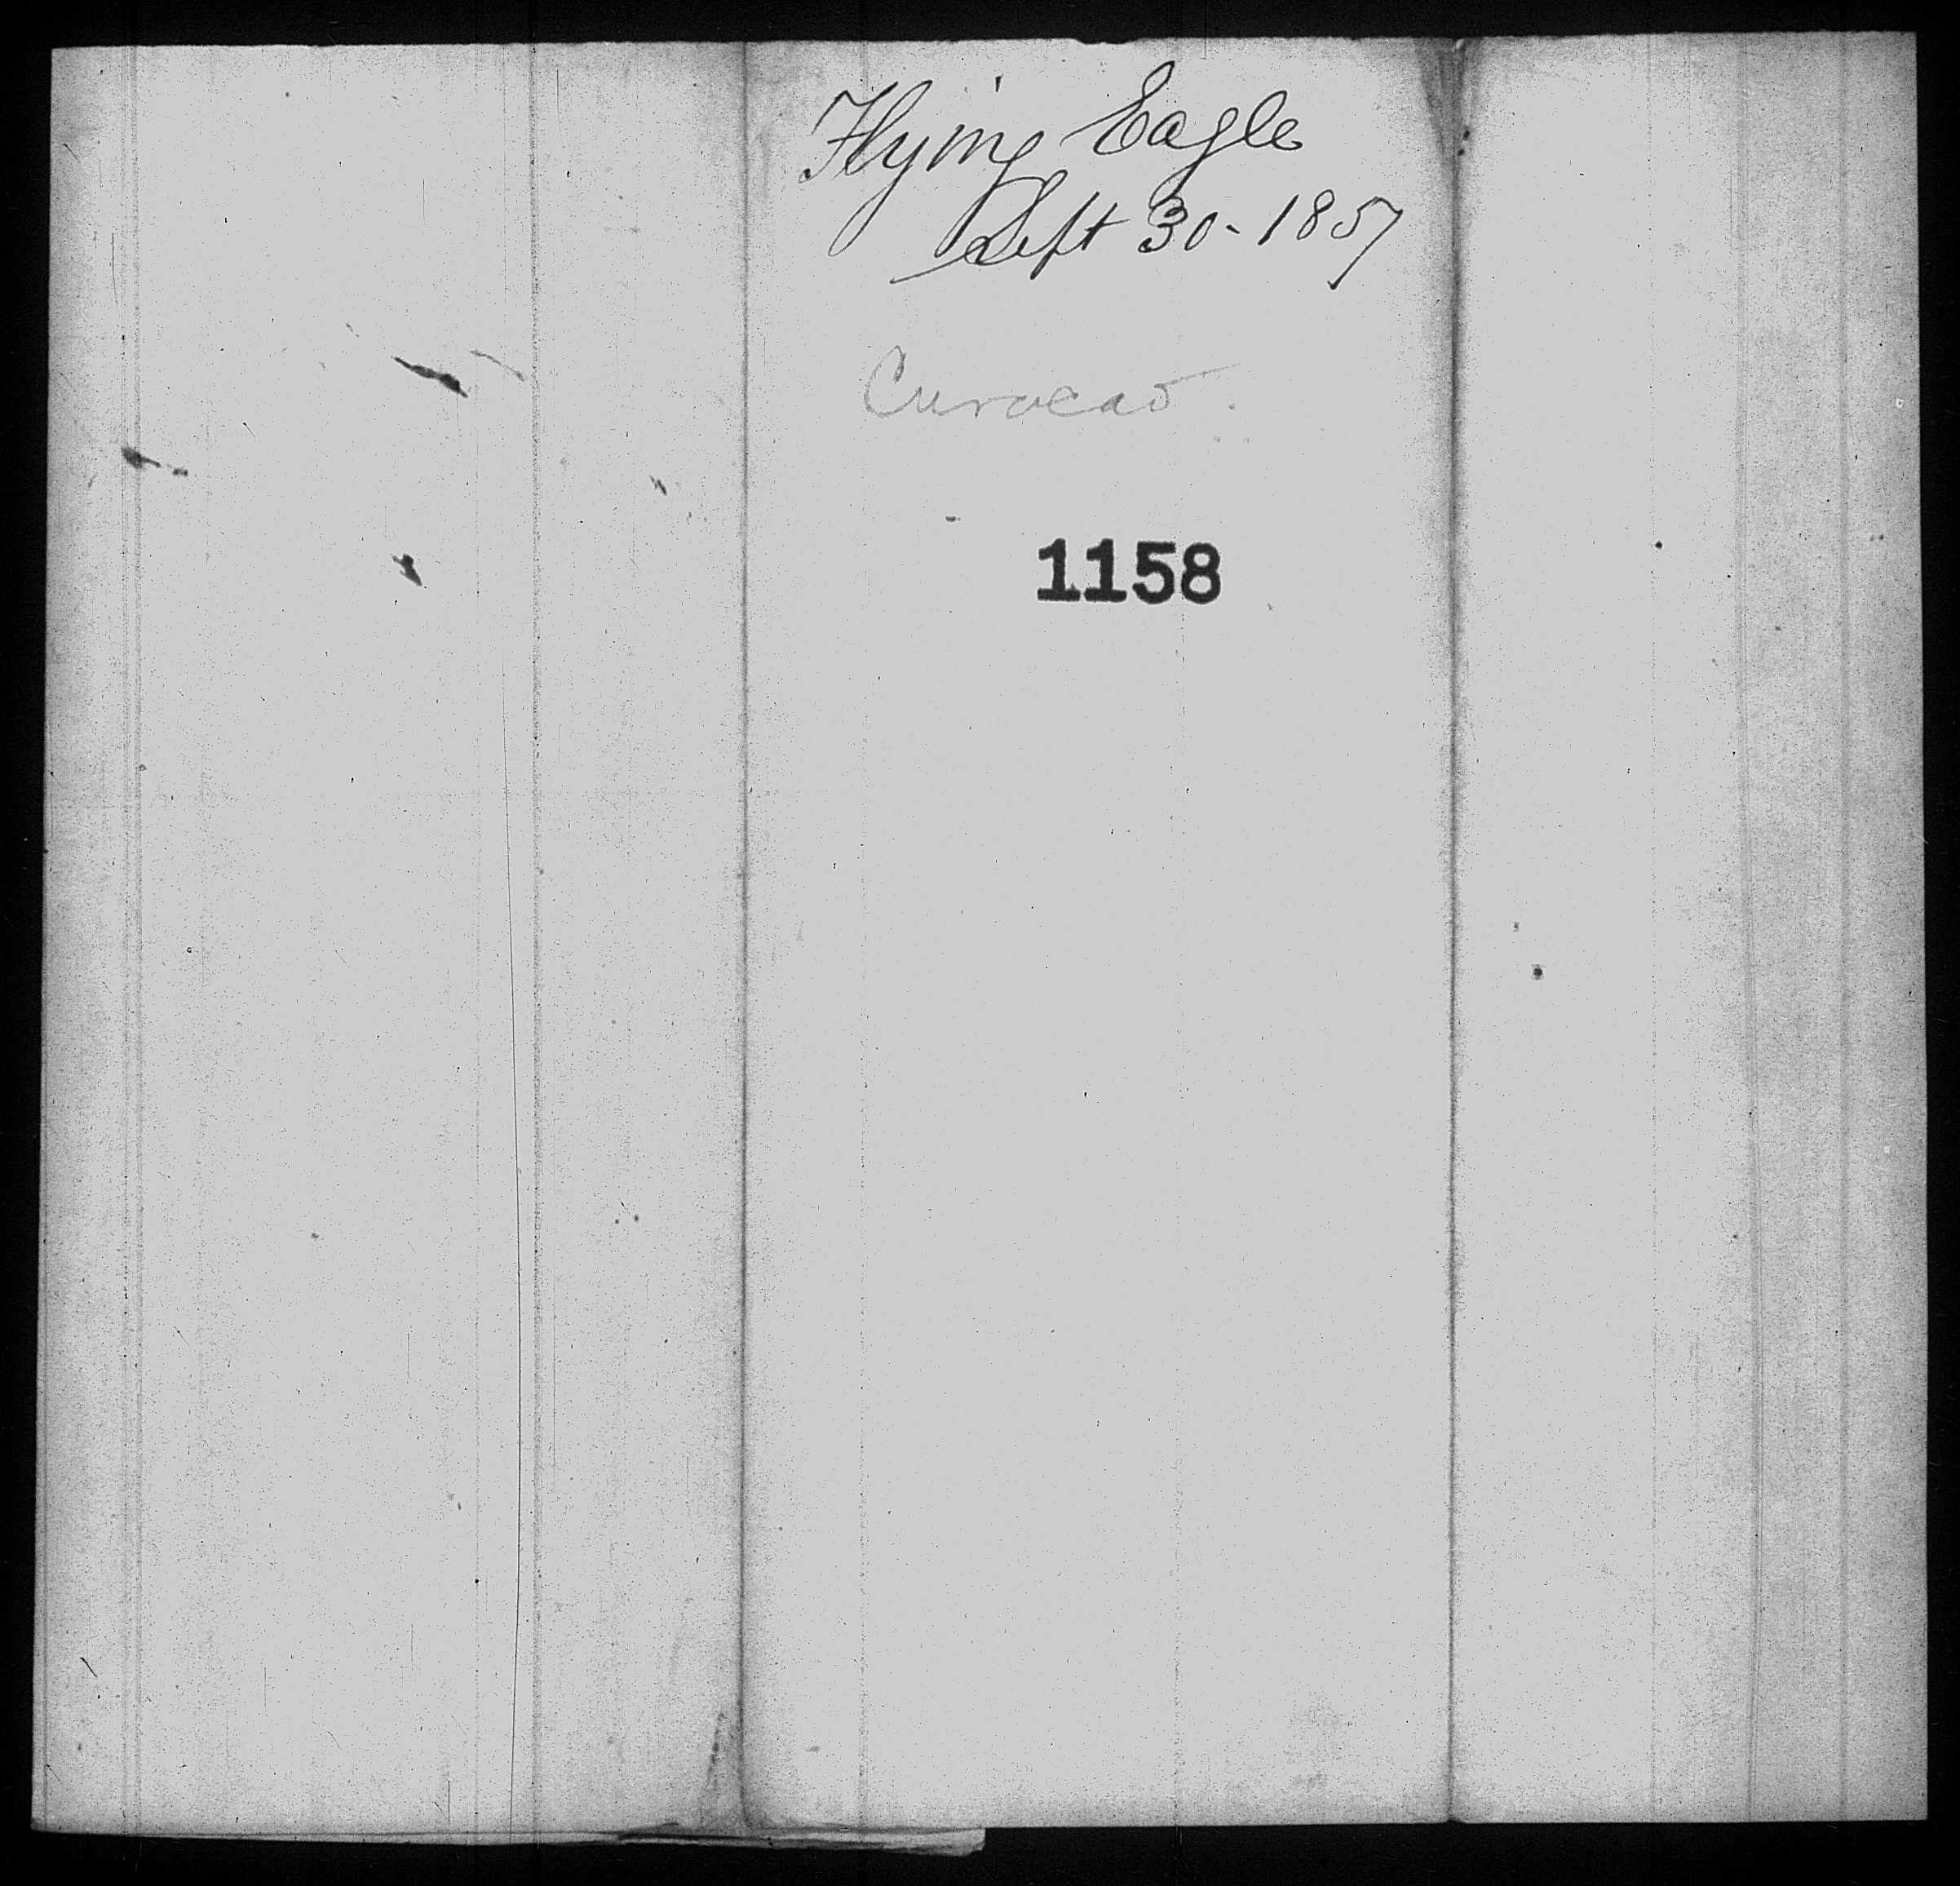 Flying Eagle
Sept 30-1857
Curacao
1158